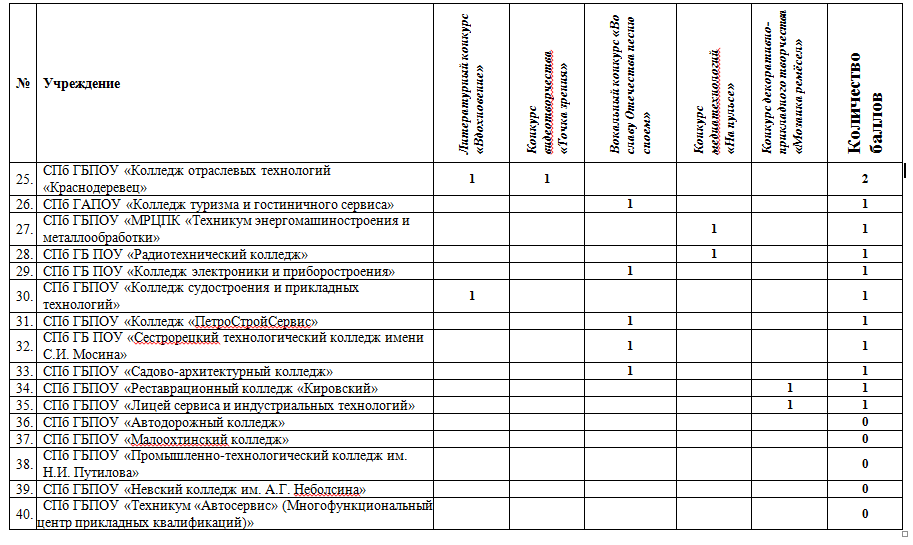 №
Учреждение
Литературный конкурс
«Вдохновение»
Конкурс
видеотворчества
«Точка зрения»
Вокальный конкурс «Во
славу Отечества песню
споем»
Конкурс
медиатехнологий
«На пульсе»
Конкурс декоративно-
прикладного творчества
«Мозаика ремёсел»
Количество
баллов
25. СПб ГБПОУ «Колледж отраслевых технологий
«Краснодеревец» 1 1 2
26. СПб ГАПОУ «Колледж туризма и гостиничного сервиса» 1 1
27. СПб ГБПОУ «МРЦПК «Техникум энергомашиностроения и
металлообработки» 1 1
28. СПб ГБ ПОУ «Радиотехнический колледж» 1 1
29. СПб ГБ ПОУ «Колледж электроники и приборостроения» 1 1
30. СПб ГБПОУ «Колледж судостроения и прикладных
технологий» 1 1
31. СПб ГБПОУ «Колледж «ПетроСтройСервис» 1 1
32. СПб ГБ ПОУ «Сестрорецкий технологический колледж имени
С.И. Мосина» 1 1
33. СПб ГБПОУ «Садово-архитектурный колледж» 1 1
34. СПб ГБПОУ «Реставрационный колледж «Кировский» 1 1
35. СПб ГБПОУ «Лицей сервиса и индустриальных технологий» 1 1
36. СПб ГБПОУ «Автодорожный колледж» 0
37. СПб ГБПОУ «Малоохтинский колледж» 0
38. СПб ГБПОУ «Промышленно-технологический колледж им.
Н.И. Путилова» 0
39. СПб ГБПОУ «Невский колледж им. А.Г. Неболсина» 0
40. СПб ГБПОУ «Техникум «Автосервис» (Многофункциональный
центр прикладных квалификаций)» 0